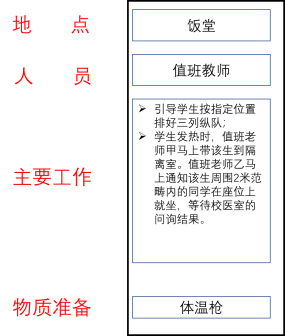 地 点
饭堂
人 员
值班教师
主要工作
➢ 引导学生按指定位置
排好三列纵队；
➢ 学生发热时，值班老
师甲马上带该生到隔
离室。值班老师乙马
上通知该生周围2米范
畴内的同学在座位上
就坐，等待校医室的
问询结果。
物质准备
体温枪